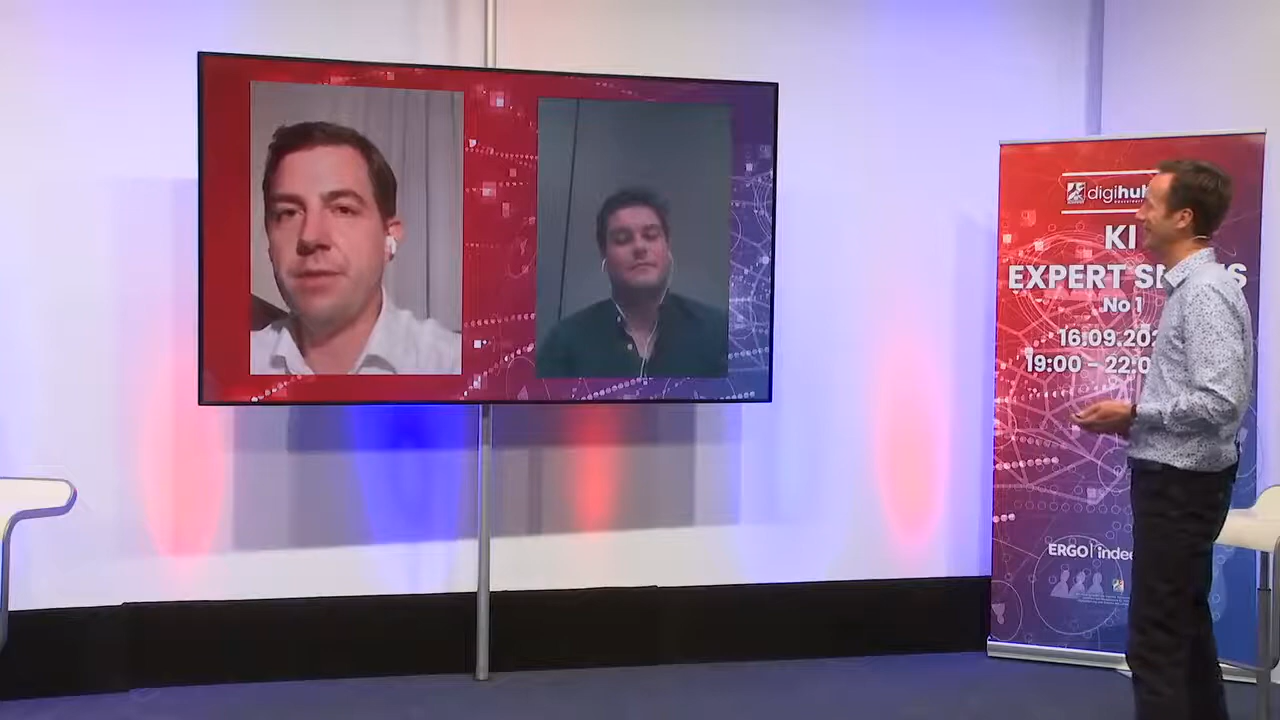 digihub
KI
EXPERT
No 1
16.09.20
19:00 - 22:0
ERGO | indee